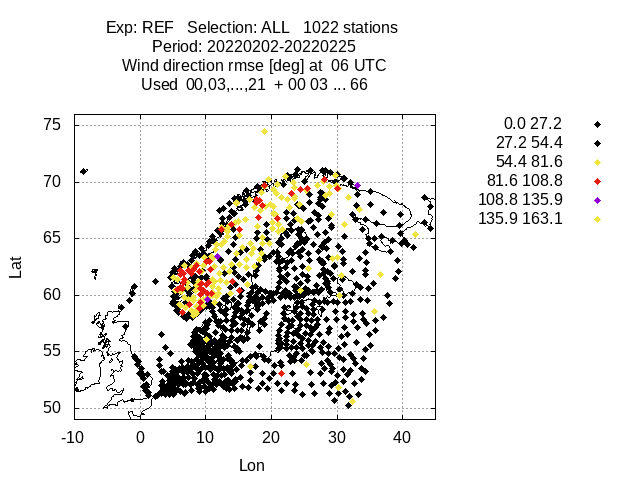 Exp: REF Selection: ALL 1022 stations
Period: 20220202-20220225
Wind direction rmse [deg] at 06 UTC
Used 00,03,...,21 + 00 03 ... 66
0.0 27.2
27.2 54.4
54.4 81.6
81.6 108.8
108.8 135.9
135.9 163.1
75
70
65
60
55
50
Lat
-10 0 10 20 30 40
Lon